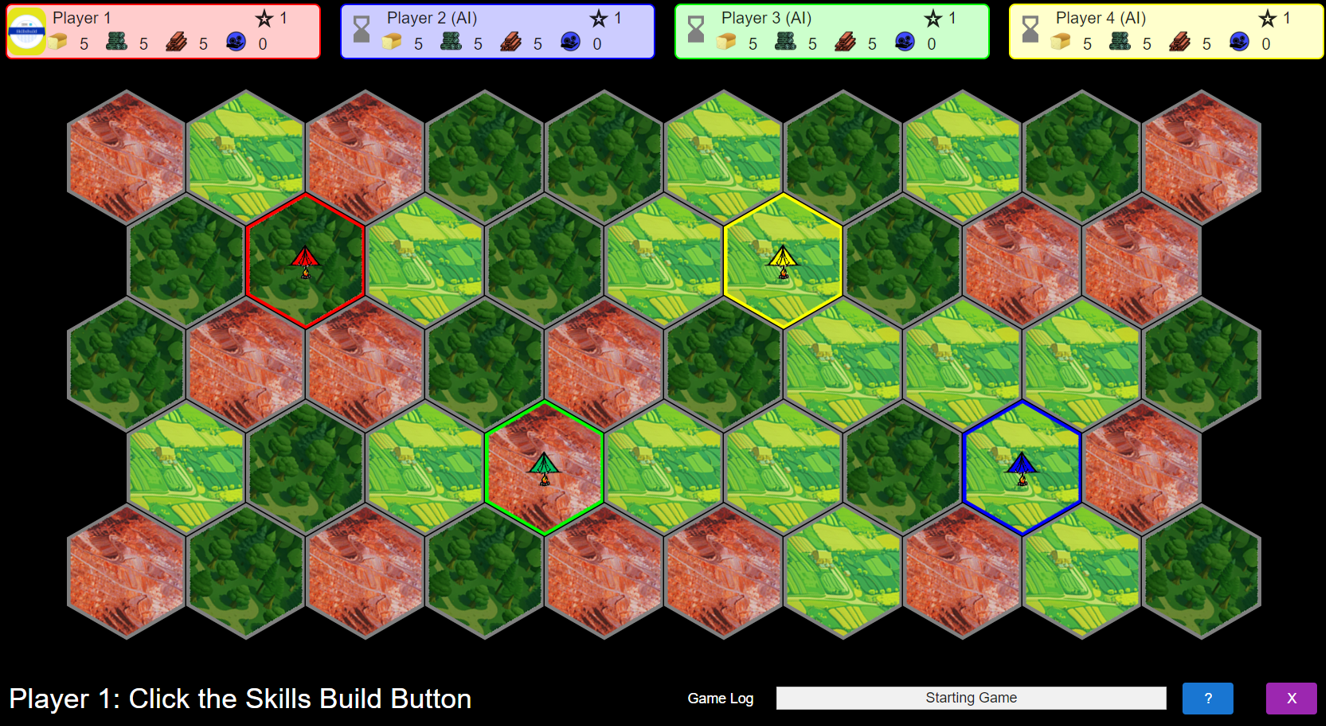 Player 1 1
5 5 5 0
Player 2 (AI) 1
5 5 5 0
Player 3 (AI) 1
5 5 5 0
Player 4 (AI) 1
5 5 5 0
SkillsBuild
Player 1: Click the Skills Build Button
Game Log
Starting Game
?
X